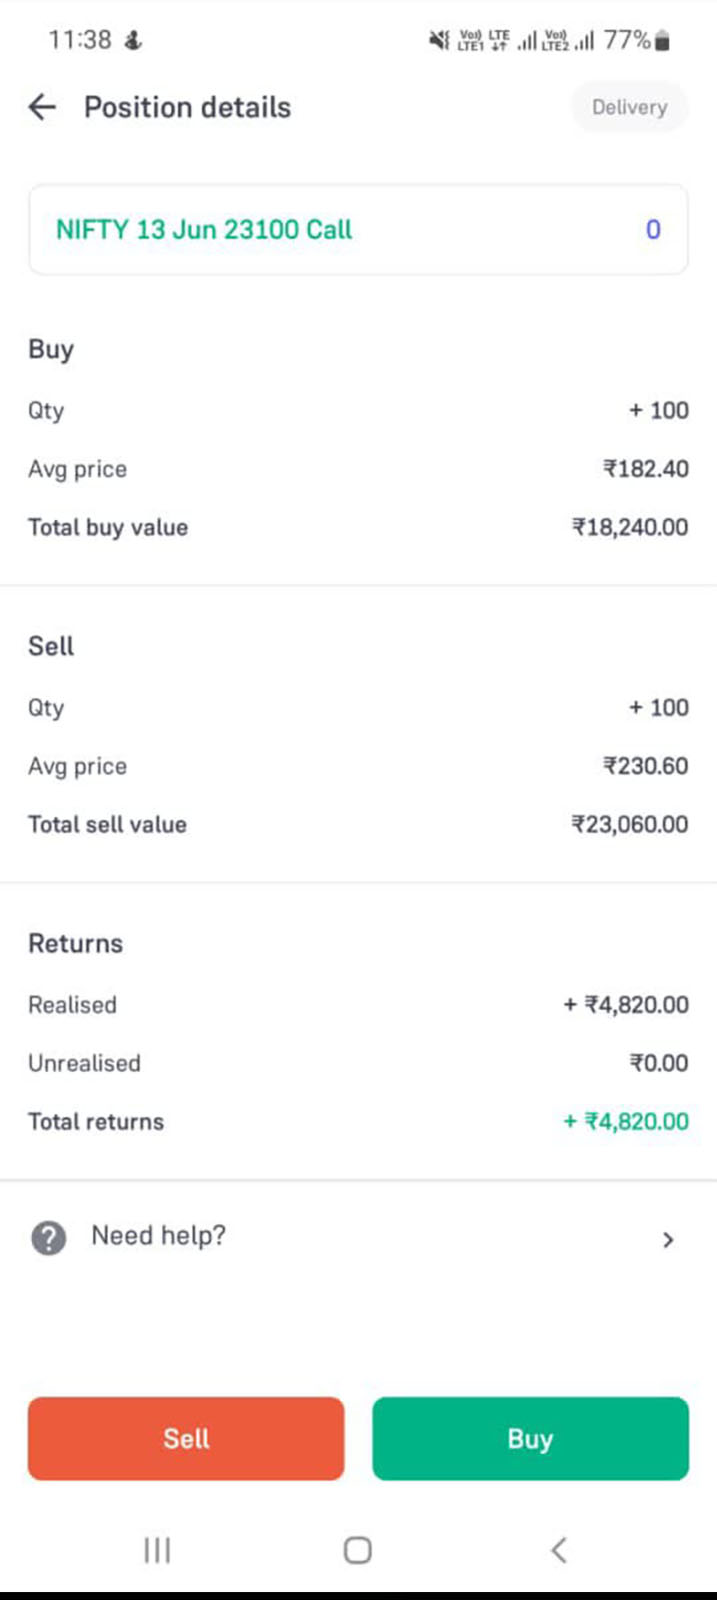 11:38 Vo) LTE1 LTE Vo) LTE2 77%
Position details Delivery
NIFTY 13 Jun 23100 Call 0
Buy
Qty + 100
Avg price ₹182.40
Total buy value ₹18,240.00
Sell
Qty + 100
Avg price ₹230.60
Total sell value ₹23,060.00
Returns
Realised + ₹4,820.00
Unrealised ₹0.00
Total returns + ₹4,820.00
? Need help? >
Sell Buy